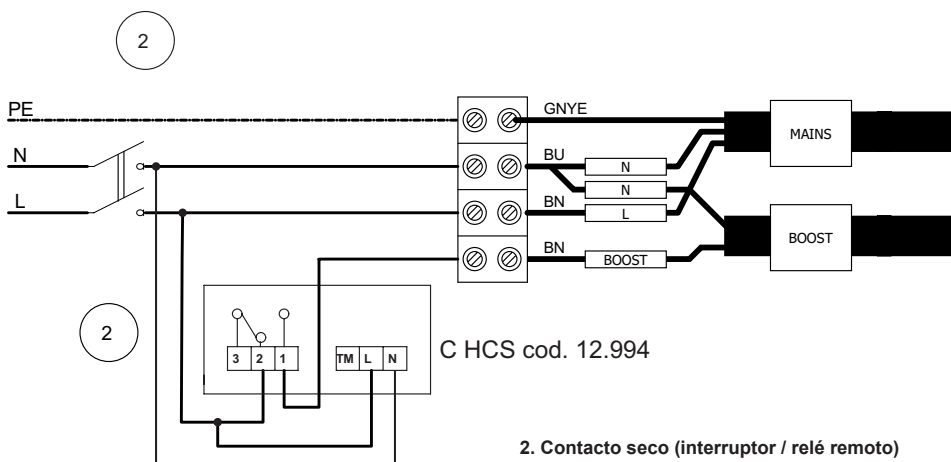 2
PE
GNYE
MAINS
N
BU
N
N
L
BN
L
BOOST
BN
BOOST
2
3 2 1
TM L N
C HCS cod. 12.994
2. Contacto seco (interruptor / relé remoto)